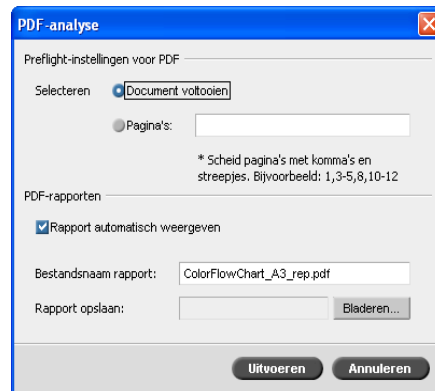 PDF-analyse
Preflight-instellingen voor PDF
Selecteren Document voltooien
Pagina's:
* Scheid pagina's met komma's en
streepjes. Bijvoorbeeld: 1,3-5,8,10-12
PDF-rapporten
Rapport automatisch weergeven
Bestandsnaam rapport: ColorFlowChart_A3_rep.pdf
Rapport opslaan: Bladeren...
Uitvoeren Annuleren